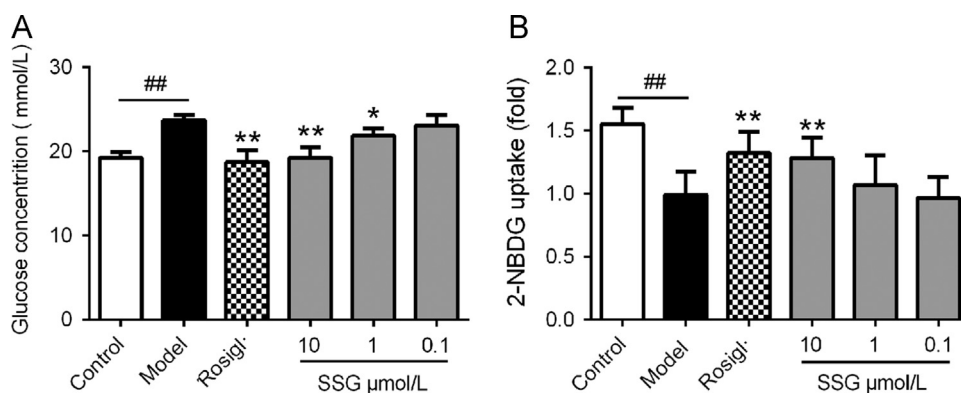 A
Glucose concentrition ( mmol/L)
30
20
10
0
##
**
**
*
Control
Model
Rosigl.
10
1
0.1
SSG μmol/L
B
2-NBDG uptake (fold)
2.0
1.5
1.0
0.5
0.0
##
**
**
Control
Model
Rosigl.
10
1
0.1
SSG μmol/L